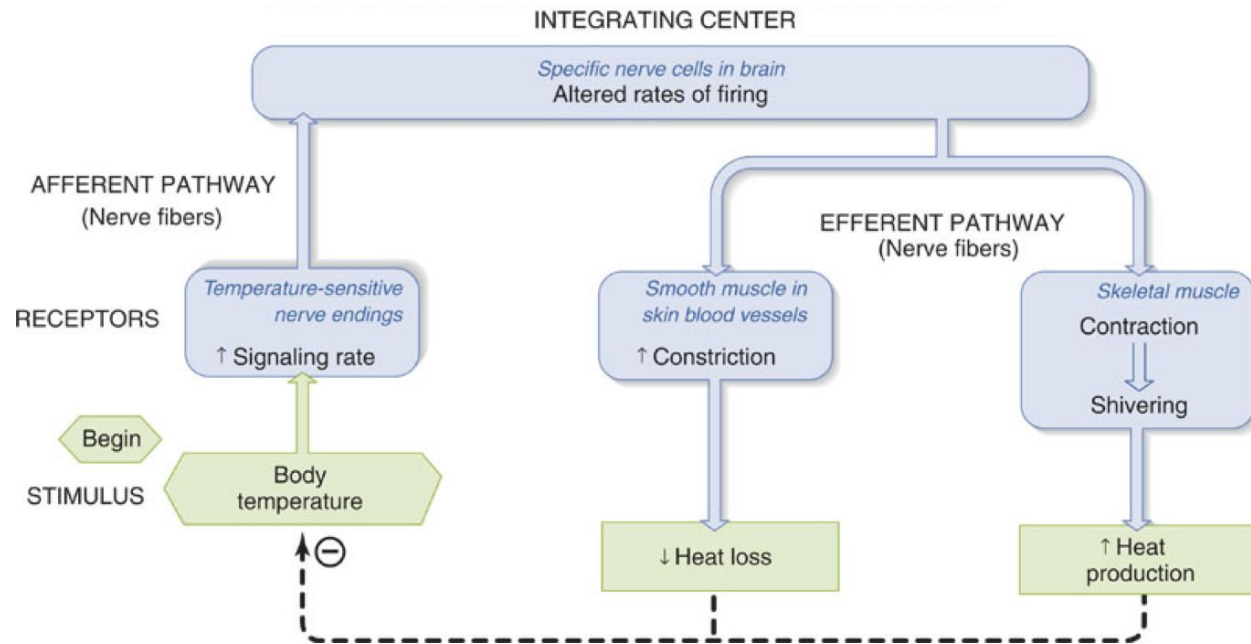 INTEGRATING CENTER
Specific nerve cells in brain
Altered rates of firing
AFFERENT PATHWAY
(Nerve fibers)
EFFERENT PATHWAY
(Nerve fibers)
RECEPTORS
Temperature-sensitive
nerve endings
↑ Signaling rate
Smooth muscle in
skin blood vessels
↑ Constriction
Skeletal muscle
Contraction
Shivering
Begin
STIMULUS
Body
temperature
↓ Heat loss
↑ Heat
production
⊖